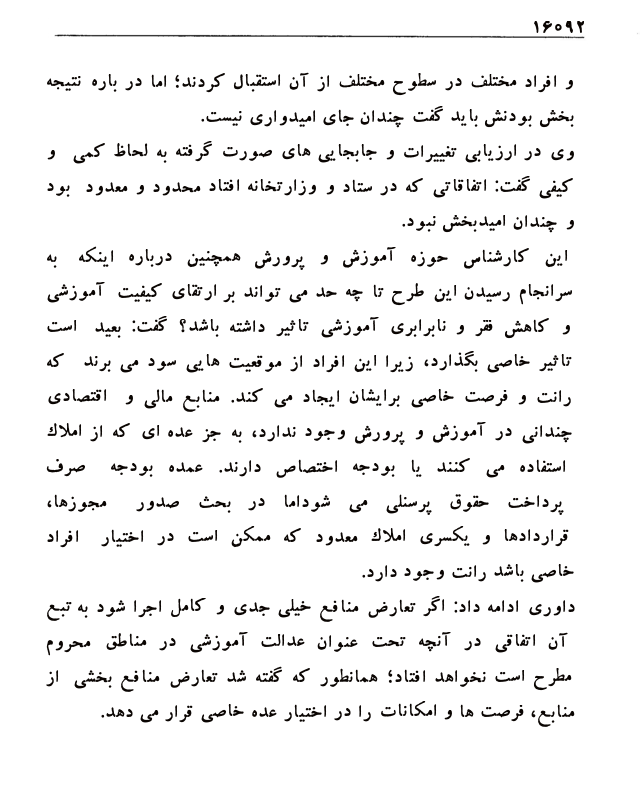 ۱۶۰۹۲
و افراد مختلف در سطوح مختلف از آن استقبال کردند؛ اما در باره نتیجه
بخش بودنش باید گفت چندان جای امیدواری نیست.
وی در ارزیابی تغییرات و جابجایی های صورت گرفته به لحاظ کمی و
کیفی گفت: اتفاقاتی که در ستاد و وزارتخانه افتاد محدود و معدود بود
و چندان امیدبخش نبود.
این کارشناس حوزه آموزش و پرورش همچنین درباره اینکه به
سرانجام رسیدن این طرح تا چه حد می تواند بر ارتقای کیفیت آموزشی
و کاهش فقر و نابرابری آموزشی تاثیر داشته باشد؟ گفت: بعید است
تاثیر خاصی بگذارد، زیرا این افراد از موقعیت هایی سود می برند که
رانت و فرصت خاصی برایشان ایجاد می کند. منابع مالی و اقتصادی
چندانی در آموزش و پرورش وجود ندارد، به جز عده ای که از املاک
استفاده می کنند یا بودجه اختصاص دارند. عمده بودجه صرف
پرداخت حقوق پرسنلی می شوداما در بحث صدور مجوزها،
قراردادها و یکسری املاک معدود که ممکن است در اختیار افراد
خاصی باشد رانت وجود دارد.
داوری ادامه داد: اگر تعارض منافع خیلی جدی و کامل اجرا شود به تبع
آن اتفاقی در آنچه تحت عنوان عدالت آموزشی در مناطق محروم
مطرح است نخواهد افتاد؛ همانطور که گفته شد تعارض منافع بخشی از
منابع، فرصت ها و امکانات را در اختیار عده خاصی قرار می دهد.